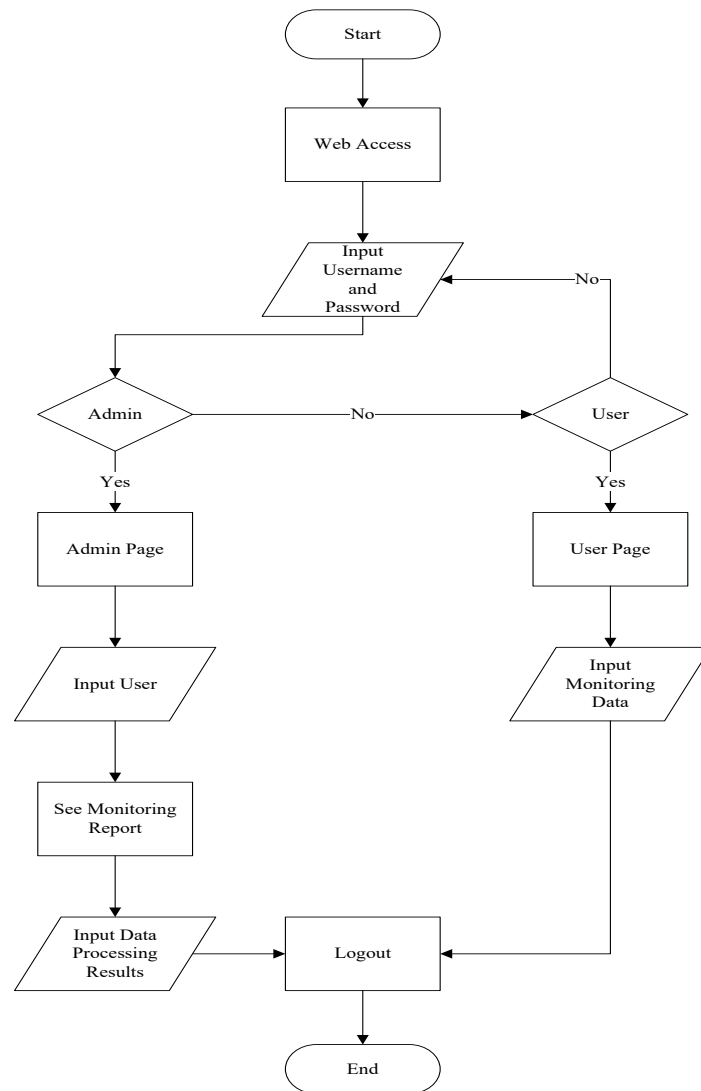 Start
Web Access
Input
Username
and
Password
No
Admin
No
User
Yes
Yes
Admin Page
User Page
Input User
Input
Monitoring
Data
See Monitoring
Report
Input Data
Processing
Results
Logout
End